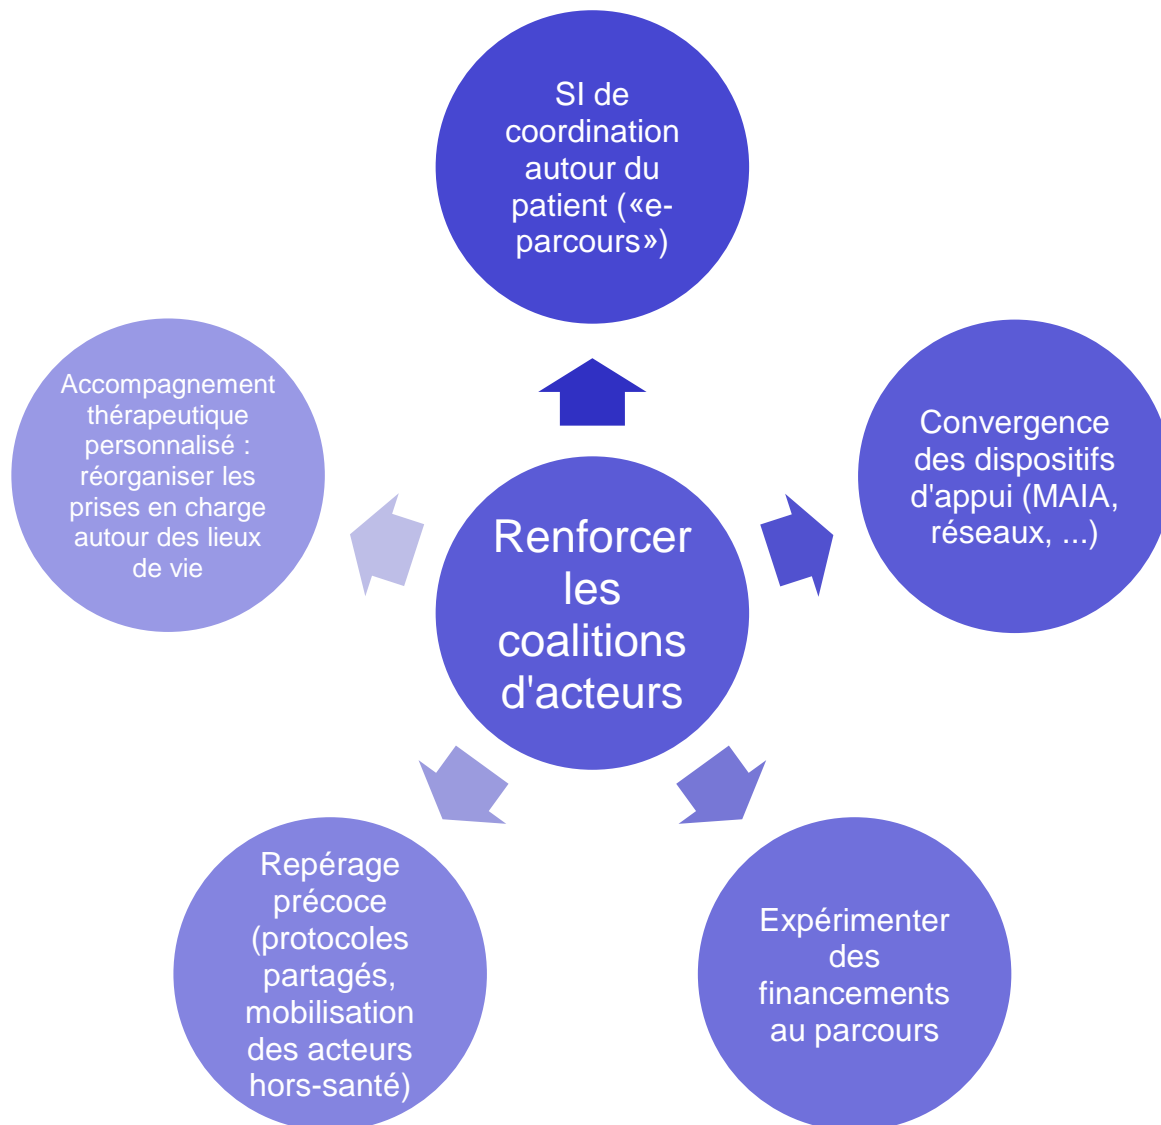 SI de
coordination
autour du
patient («e-
parcours»)
Accompagnement
thérapeutique
personnalisé :
réorganiser les
prises en charge
autour des lieux
de vie
Convergence
des dispositifs
d'appui (MAIA,
réseaux, ...)
Renforcer
les
coalitions
d'acteurs
Repérage
précoce
(protocoles
partagés,
mobilisation
des acteurs
hors-santé)
Expérimenter
des
financements
au parcours